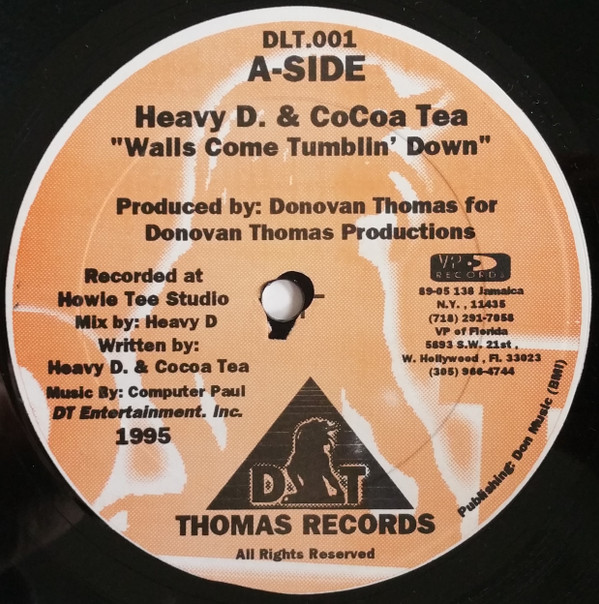 DLT.001
A-SIDE
Heavy D. & CoCoa Tea
"Walls Come Tumblin' Down"
Produced by: Donovan Thomas for
Donovan Thomas Productions
Recorded at
Howie Tee Studio
Mix by: Heavy D
Written by:
Heavy D. & Cocoa Tea
Music By: Computer Paul
DT Entertainment. Inc.
1995
VP
RECORDS
89-05 138 Jamaica
N.Y. , 11435
(718) 291-7058
VP of Florida
5893 S.W. 21st ,
W. Hollywood , Fl. 33023
(305) 966-4744
Publishing: Don Music (BMI)
D. T
THOMAS RECORDS
All Rights Reserved